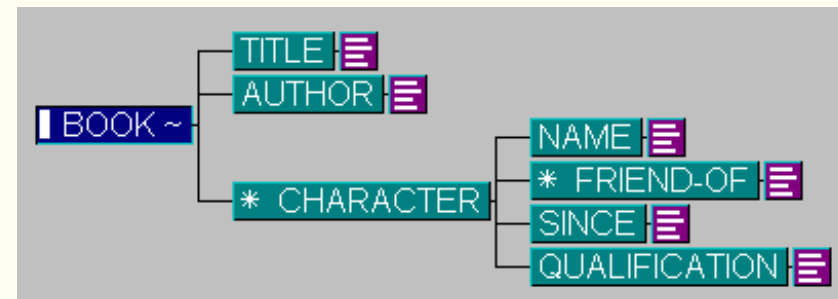 TITLE
AUTHOR
BOOK ~
NAME
* FRIEND-OF
* CHARACTER
SINCE
QUALIFICATION